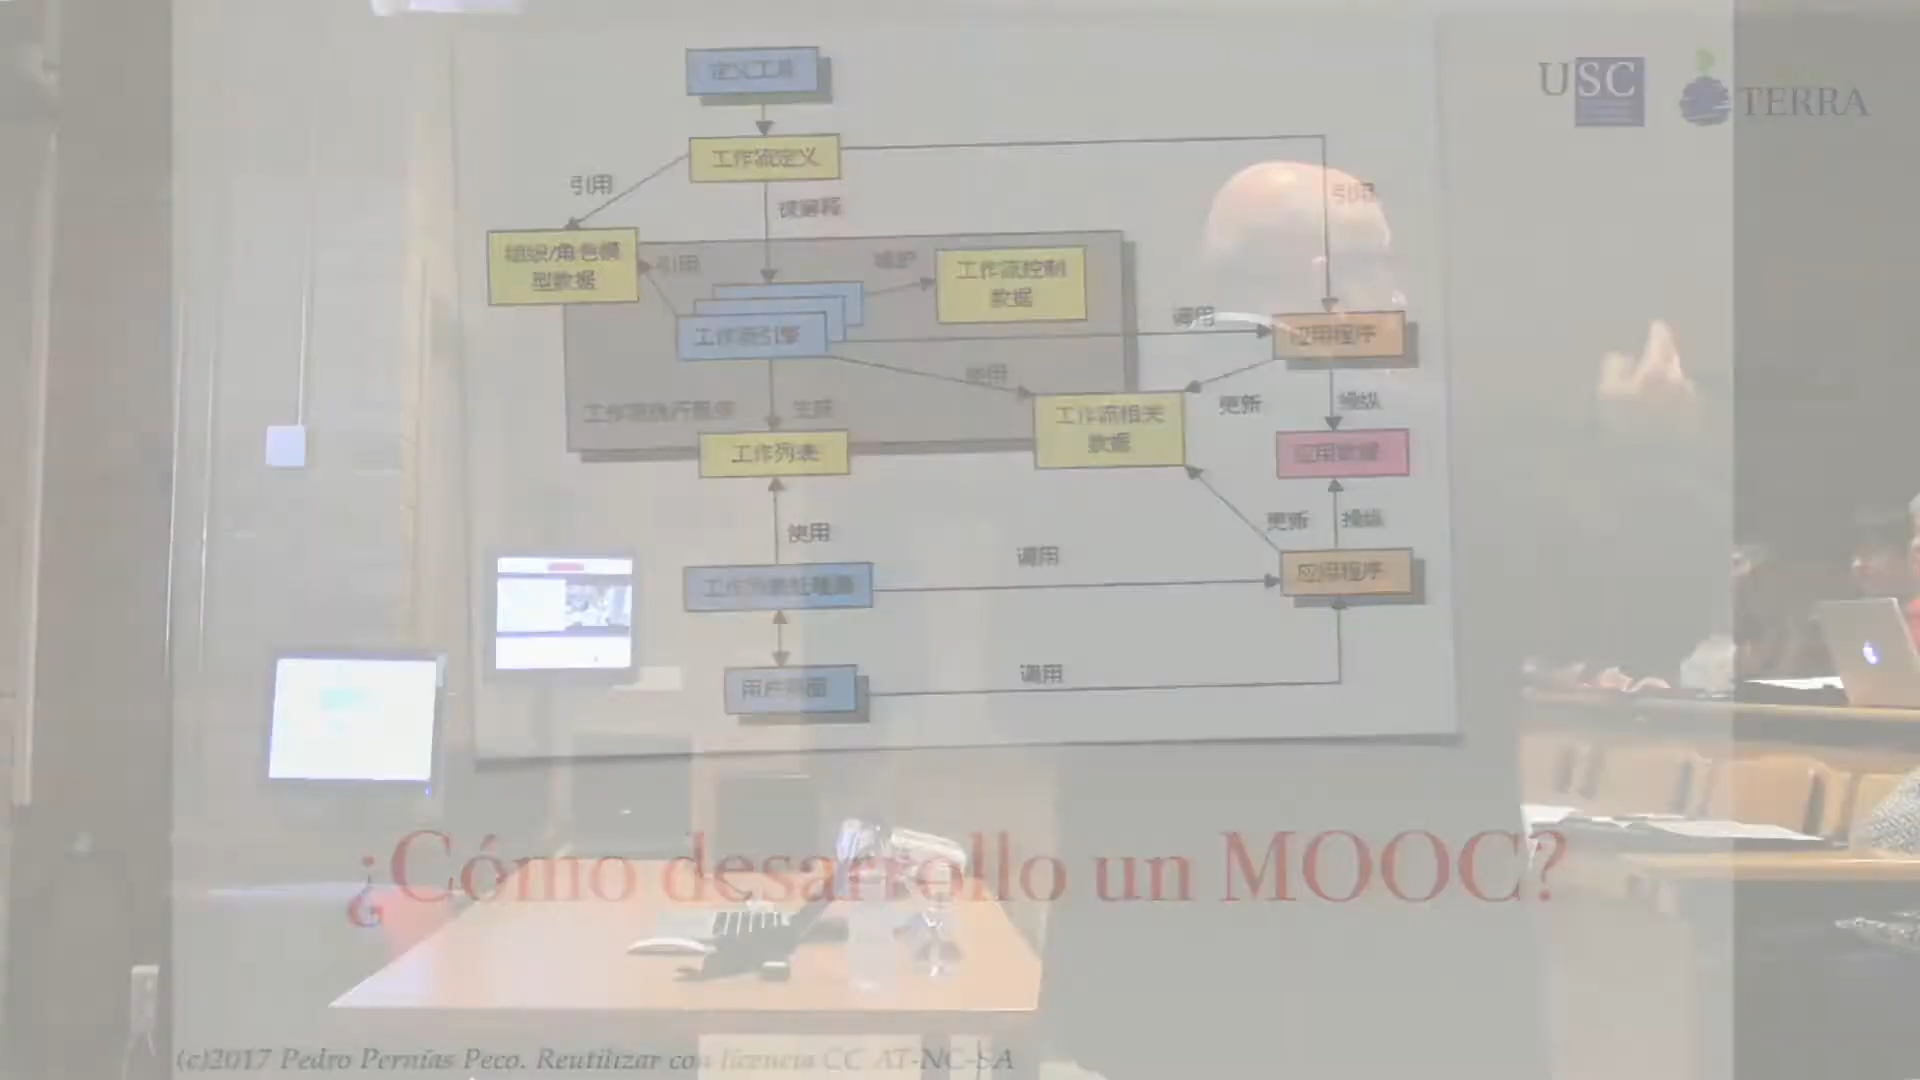 定义工具
USC
TERRA
工作流定义
引用
引用
被解释
组织/角色模
型数据
引用
维护
工作流控制
数据
工作流引擎
调用
应用程序
使用
工作流执行服务
生成
更新
操纵
工作流相关
数据
工作列表
应用数据
使用
更新
操纵
调用
工作列表处理器
应用程序
用户界面
调用
¿Cómo desarrollo un MOOC?
(c)2017 Pedro Pernías Peco. Reutilizar con licencia CC AT-NC-SA